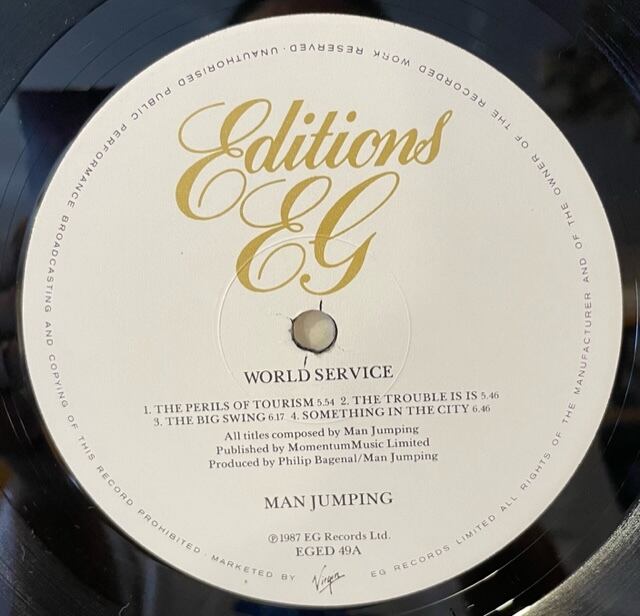 Editions
EG
WORLD SERVICE
1. THE PERILS OF TOURISM 5.54 2. THE TROUBLE IS IS 5.46
3. THE BIG SWING 6.17 4. SOMETHING IN THE CITY 6.46
All titles composed by Man Jumping
Published by MomentumMusic Limited
Produced by Philip Bagenal/Man Jumping
MAN JUMPING
℗1987 EG Records Ltd.
EGED 49A
EG RECORDS LIMITED ALL RIGHTS OF THE MANUFACTURER AND OF THE OWNER OF THE RECORDED WORK RESERVED · UNAUTHORISED PUBLIC PERFORMANCE BROADCASTING AND COPYING OF THIS RECORD PROHIBITED · MARKETED BY Virgin